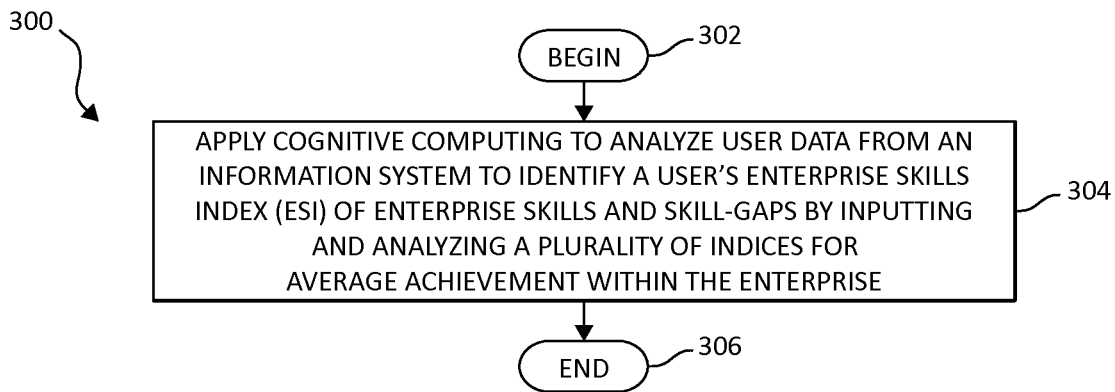 300
302
BEGIN
APPLY COGNITIVE COMPUTING TO ANALYZE USER DATA FROM AN
INFORMATION SYSTEM TO IDENTIFY A USER’S ENTERPRISE SKILLS
INDEX (ESI) OF ENTERPRISE SKILLS AND SKILL-GAPS BY INPUTTING
AND ANALYZING A PLURALITY OF INDICES FOR
AVERAGE ACHIEVEMENT WITHIN THE ENTERPRISE
304
END
306